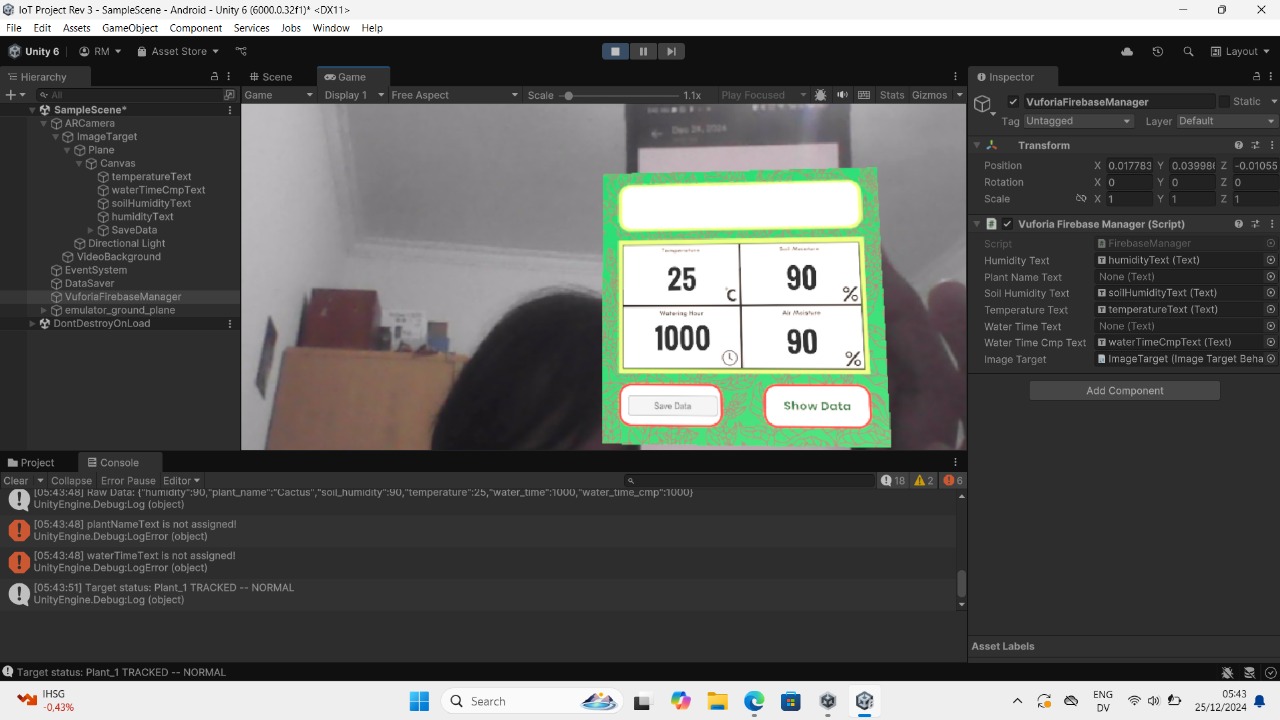 IoT Project Rev 3 - SampleScene - Android - Unity 6 (6000.0.32f1)* <DX11>
File Edit Assets GameObject Component Services Jobs Window Help
Unity 6 RM Asset Store Layout
Hierarchy Scene Game Inspector
All Game Display 1 Free Aspect Scale 1.1x Play Focused Stats Gizmos
SampleScene*
ARCamera
ImageTarget
Plane
Canvas
temperatureText
waterTimeCmpText
soilHumidityText
humidityText
SaveData
Directional Light
VideoBackground
EventSystem
DataSaver
VuforiaFirebaseManager
emulator_ground_plane
DontDestroyOnLoad
Dec 28, 2024
Temperature Soil Moisture
25 °C 90 %
Watering Hour Air Moisture
1000 90 %
Save Data Show Data
VuforiaFirebaseManager Static
Tag Untagged Layer Default
Transform
Position X 0.017783 Y 0.03998 Z -0.01055
Rotation X 0 Y 0 Z 0
Scale X 1 Y 1 Z 1
Vuforia Firebase Manager (Script)
Script FirebaseManager
Humidity Text humidityText (Text)
Plant Name Text None (Text)
Soil Humidity Text soilHumidityText (Text)
Temperature Text temperatureText (Text)
Water Time Text None (Text)
Water Time Cmp Text waterTimeCmpText (Text)
Image Target ImageTarget (Image Target Beha
Add Component
Asset Labels
Project Console
Clear Collapse Error Pause Editor 18 2 6
[05:43:48] Raw Data: {"humidity":90,"plant_name":"Cactus","soil_humidity":90,"temperature":25,"water_time":1000,"water_time_cmp":1000}
UnityEngine.Debug:Log (object)
[05:43:48] plantNameText is not assigned!
UnityEngine.Debug:LogError (object)
[05:43:48] waterTimeText is not assigned!
UnityEngine.Debug:LogError (object)
[05:43:51] Target status: Plant_1 TRACKED -- NORMAL
UnityEngine.Debug:Log (object)
Target status: Plant_1 TRACKED -- NORMAL
IHSG
-0,43%
Search
ENG
DV
05:43
25/12/2024